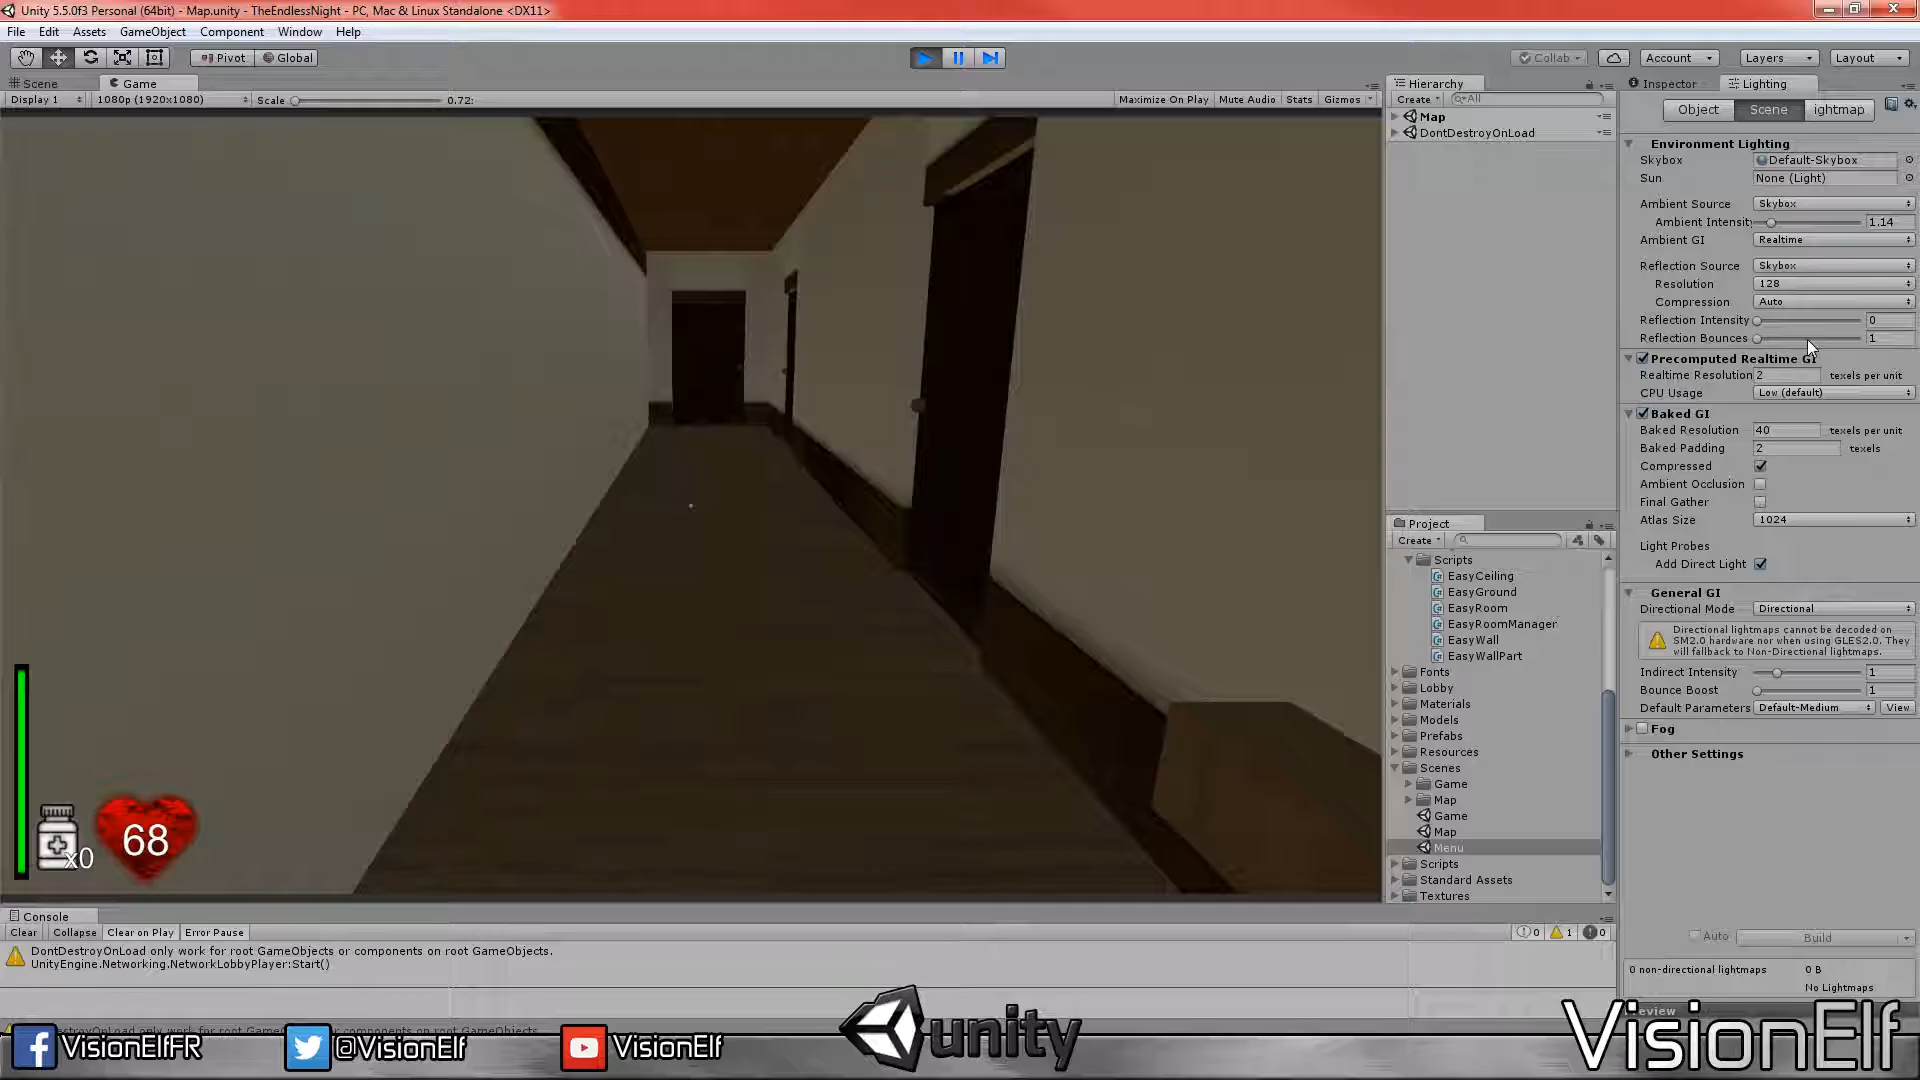 Unity 5.5.0f3 Personal (64bit) - Map.unity - TheEndlessNight - PC, Mac & Linux Standalone <DX11>
File Edit Assets GameObject Component Window Help
Pivot Global
Collab Account Layers Layout
Scene Game
Display 1 1080p (1920x1080) Scale 0.72:
Maximize On Play Mute Audio Stats Gizmos
Hierarchy
Create All
Map
DontDestroyOnLoad
Inspector Lighting
Object Scene ightmap
Environment Lighting
Skybox Default-Skybox
Sun None (Light)
Ambient Source Skybox
Ambient Intensit 1.14
Ambient GI Realtime
Reflection Source Skybox
Resolution 128
Compression Auto
Reflection Intensity 0
Reflection Bounces 1
Precomputed Realtime GI
Realtime Resolution 2 texels per unit
CPU Usage Low (default)
Baked GI
Baked Resolution 40 texels per unit
Baked Padding 2 texels
Compressed
Ambient Occlusion
Final Gather
Atlas Size 1024
Light Probes
Add Direct Light
General GI
Directional Mode Directional
Directional lightmaps cannot be decoded on
SM2.0 hardware nor when using GLES2.0. They
will fallback to Non-Directional lightmaps.
Indirect Intensity 1
Bounce Boost 1
Default Parameters Default-Medium View
Fog
Other Settings
Auto Build
0 non-directional lightmaps 0 B
No Lightmaps
Preview
Project
Create
Scripts
EasyCeiling
EasyGround
EasyRoom
EasyRoomManager
EasyWall
EasyWallPart
Fonts
Lobby
Materials
Models
Prefabs
Resources
Scenes
Game
Map
Game
Map
Menu
Scripts
Standard Assets
Textures
x0 68
Console
Clear Collapse Clear on Play Error Pause 0 1 0
DontDestroyOnLoad only work for root GameObjects or components on root GameObjects.
UnityEngine.Networking.NetworkLobbyPlayer:Start()
VisionElfFR @VisionElf VisionElf unity VisionElf